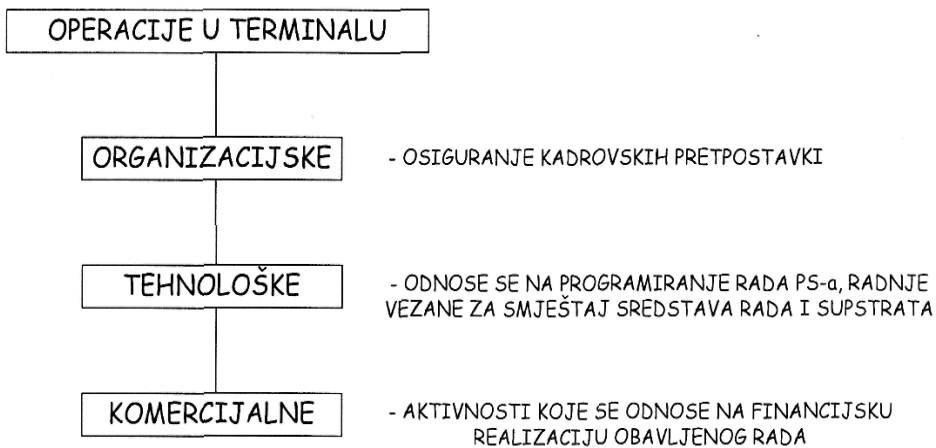 OPERACIJE U TERMINALU
ORGANIZACIJSKE
- OSIGURANJE KADROVSKIH PRETPOSTAVKI
TEHNOLOŠKE
- ODNOSE SE NA PROGRAMIRANJE RADA PS-a, RADNJE
VEZANE ZA SMJEŠTAJ SREDSTAVA RADA I SUPSTRATA
KOMERCIJALNE
- AKTIVNOSTI KOJE SE ODNOSE NA FINANCIJSKU
REALIZACIJU OBAVLJENOG RADA